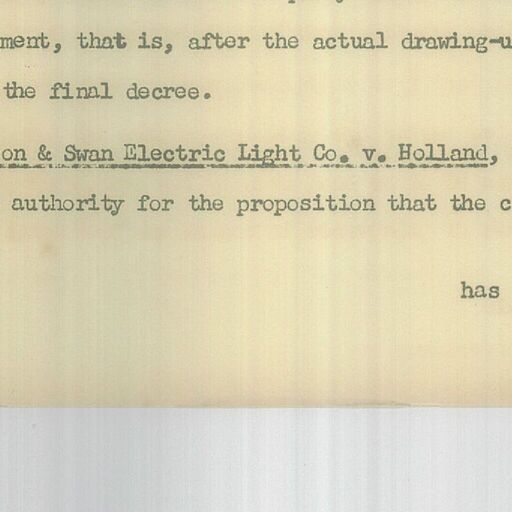 ment, that is, after the actual drawing-u
the final decree.
on & Swan Electric Light Co. v. Holland,
authority for the proposition that the c
has